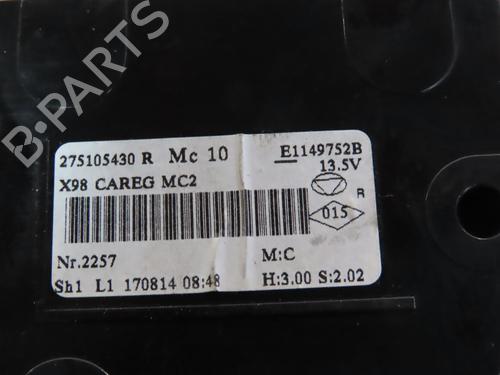 B-PARTS
275105430 R Mc 10 E1149752B
13.5V
X98 CAREG MC2
R
015
Nr.2257 M:C
Sh1 L1 170814 08:48 H:3.00 S:2.02